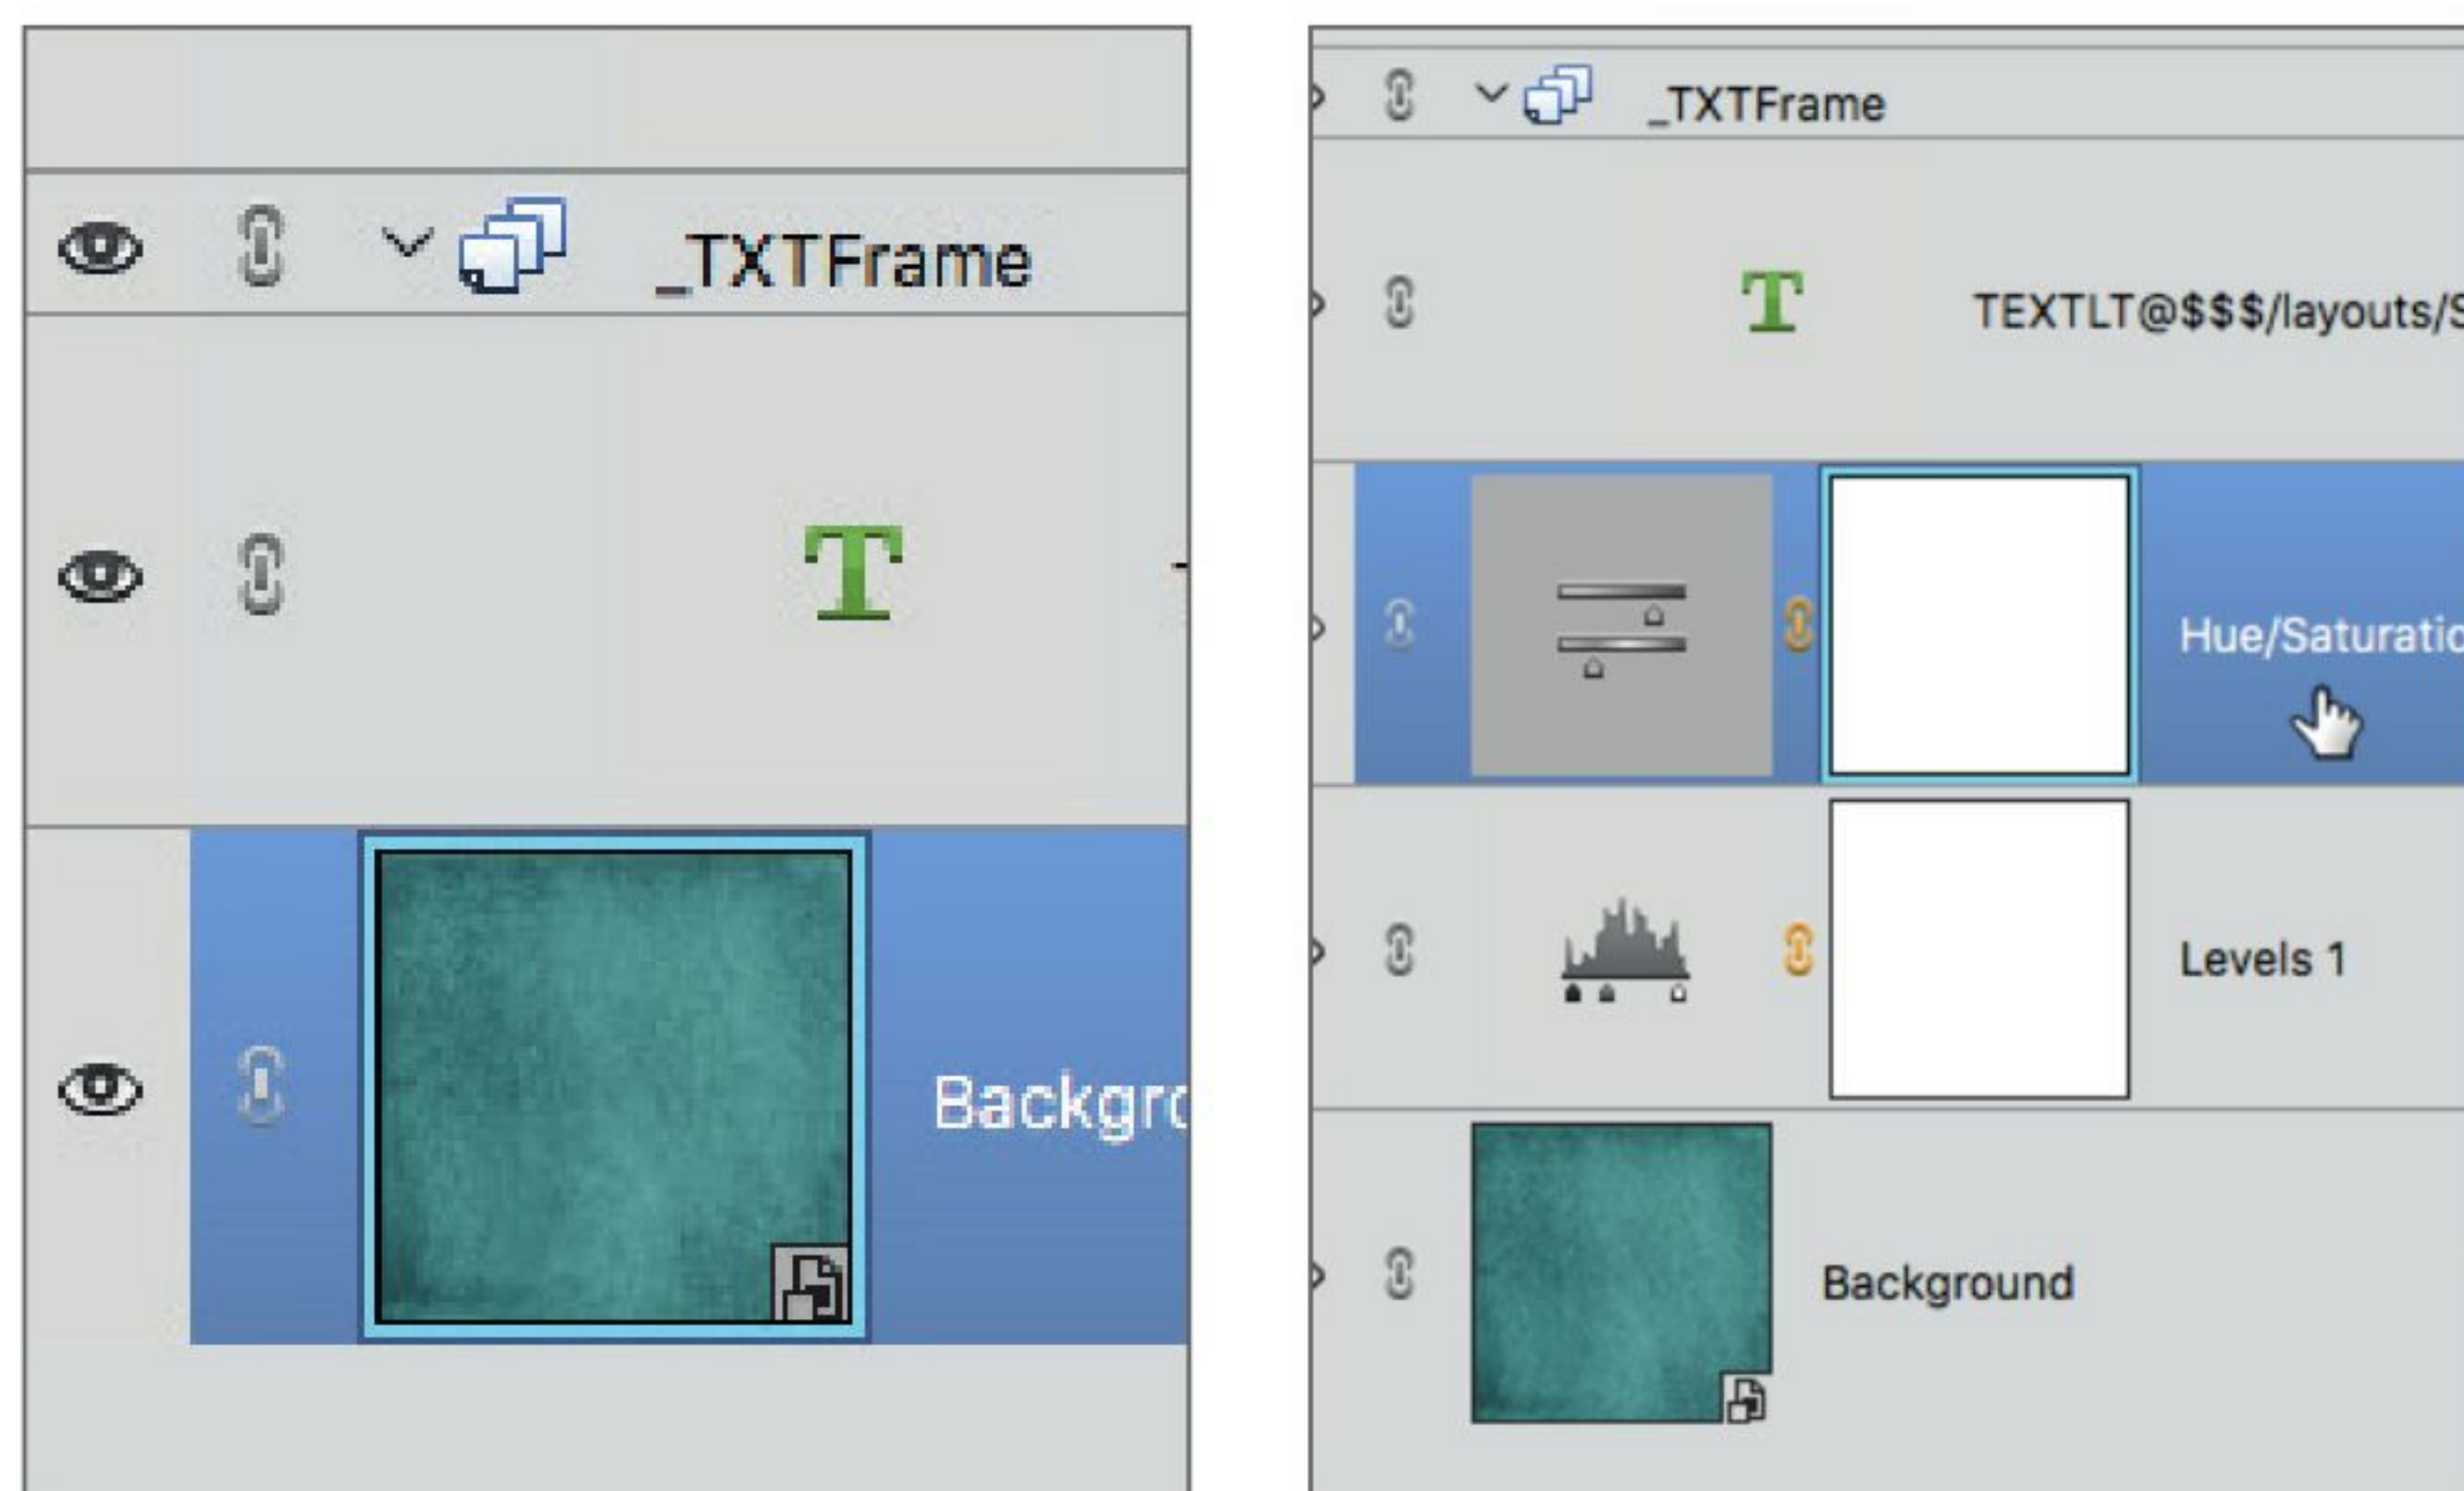 _TXTFrame
Backgro
_TXTFrame
TEXTLT@$$$/layouts/S
Hue/Saturatio
Levels 1
Background